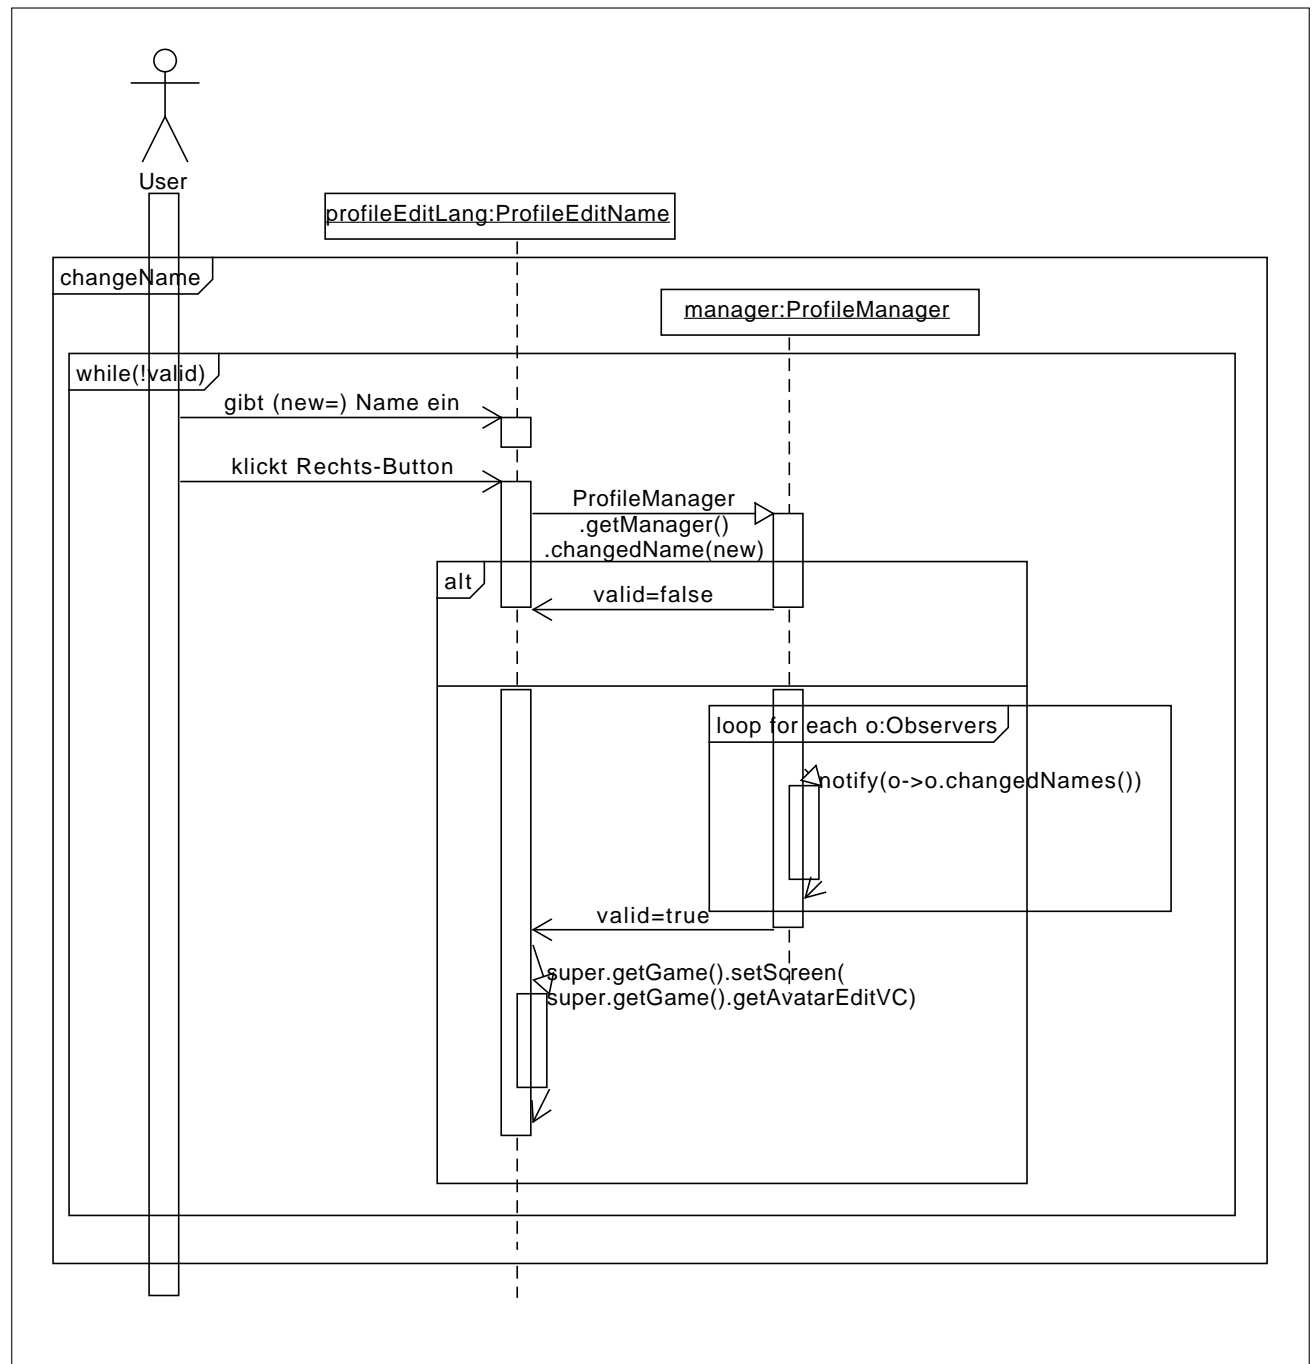 User
profileEditLang:ProfileEditName
changeName
manager:ProfileManager
while(!valid)
gibt (new=) Name ein
klickt Rechts-Button
ProfileManager
.getManager()
.changedName(new)
alt
valid=false
loop for each o:Observers
notify(o->o.changedNames())
valid=true
super.getGame().setScreen(
super.getGame().getAvatarEditVC)